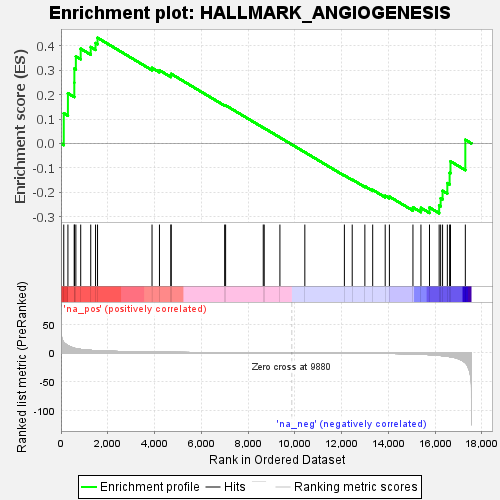 Enrichment plot: HALLMARK_ANGIOGENESIS
Enrichment score (ES)
0.4
0.3
0.2
0.1
0.0
-0.1
-0.2
-0.3
'na_pos' (positively correlated)
Ranked list metric (PreRanked)
50
0
-50
-100
Zero cross at 9880
'na_neg' (negatively correlated)
0
2,000
4,000
6,000
8,000
10,000
12,000
14,000
16,000
18,000
Rank in Ordered Dataset
Enrichment profile
Hits
Ranking metric scores